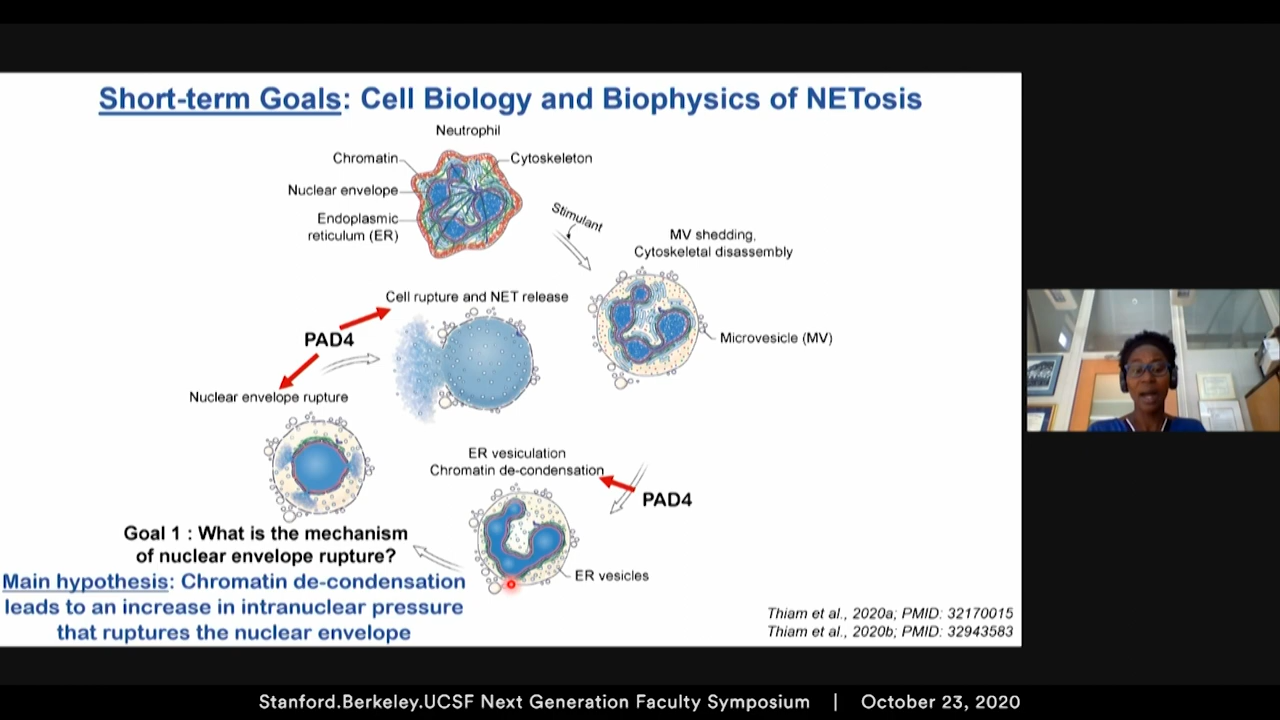 Short-term Goals: Cell Biology and Biophysics of NETosis
Neutrophil
Chromatin
Cytoskeleton
Nuclear envelope
Endoplasmic
reticulum (ER)
Stimulant
MV shedding,
Cytoskeletal disassembly
Cell rupture and NET release
PAD4
Microvesicle (MV)
Nuclear envelope rupture
ER vesiculation
Chromatin de-condensation
PAD4
Goal 1 : What is the mechanism
of nuclear envelope rupture?
ER vesicles
Main hypothesis: Chromatin de-condensation
leads to an increase in intranuclear pressure
that ruptures the nuclear envelope
Thiam et al., 2020a; PMID: 32170015
Thiam et al., 2020b; PMID: 32943583
Stanford.Berkeley.UCSF Next Generation Faculty Symposium | October 23, 2020